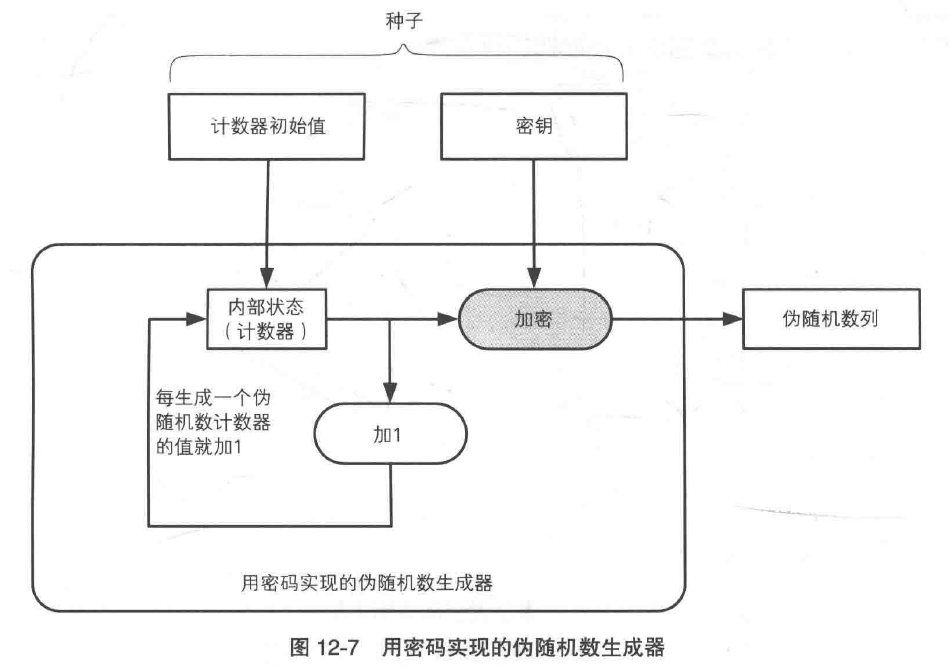 种子
计数器初始值
密钥
内部状态
（计数器）
加密
伪随机数列
每生成一个伪
随机数计数器
的值就加1
加1
用密码实现的伪随机数生成器
图 12-7 用密码实现的伪随机数生成器